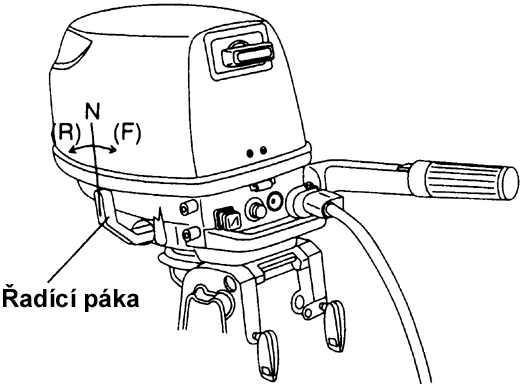 N
(R) (F)
Řadící páka